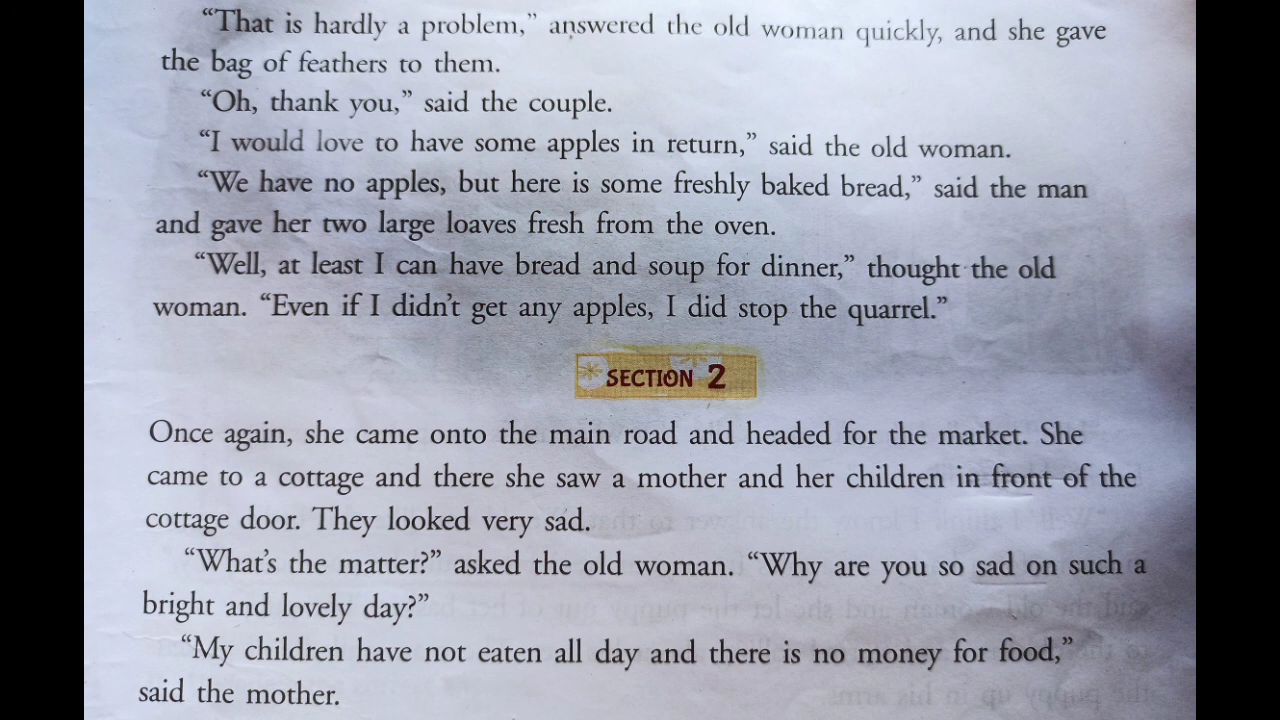 “That is hardly a problem,” answered the old woman quickly, and she gave
the bag of feathers to them.
“Oh, thank you,” said the couple.
“I would love to have some apples in return,” said the old woman.
“We have no apples, but here is some freshly baked bread,” said the man
and gave her two large loaves fresh from the oven.
“Well, at least I can have bread and soup for dinner,” thought the old
woman. “Even if I didn’t get any apples, I did stop the quarrel.”
SECTION 2
Once again, she came onto the main road and headed for the market. She
came to a cottage and there she saw a mother and her children in front of the
cottage door. They looked very sad.
“What’s the matter?” asked the old woman. “Why are you so sad on such a
bright and lovely day?”
“My children have not eaten all day and there is no money for food,”
said the mother.